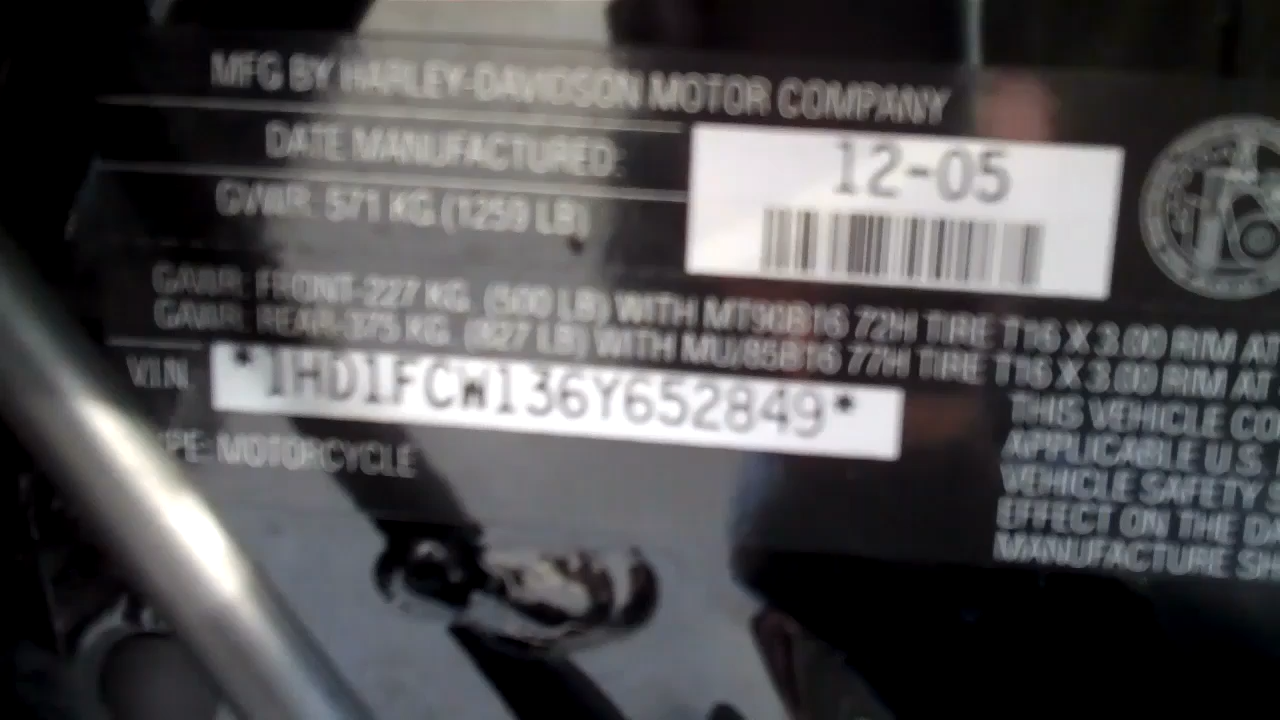 MFG BY HARLEY-DAVIDSON MOTOR COMPANY
DATE MANUFACTURED: 12-05
GVWR: 571 KG (1259 LB)
GAWR: FRONT-227 KG. (500 LB) WITH MT90B16 72H TIRE T16 X 3.00 RIM AT
GAWR: REAR-375 KG. (827 LB) WITH MU/85B16 77H TIRE T16 X 3.00 RIM AT
VIN *1HD1FCW136Y652849*
THIS VEHICLE CO
PE: MOTORCYCLE
APPLICABLE U.S.
VEHICLE SAFETY S
EFFECT ON THE DA
MANUFACTURE SH